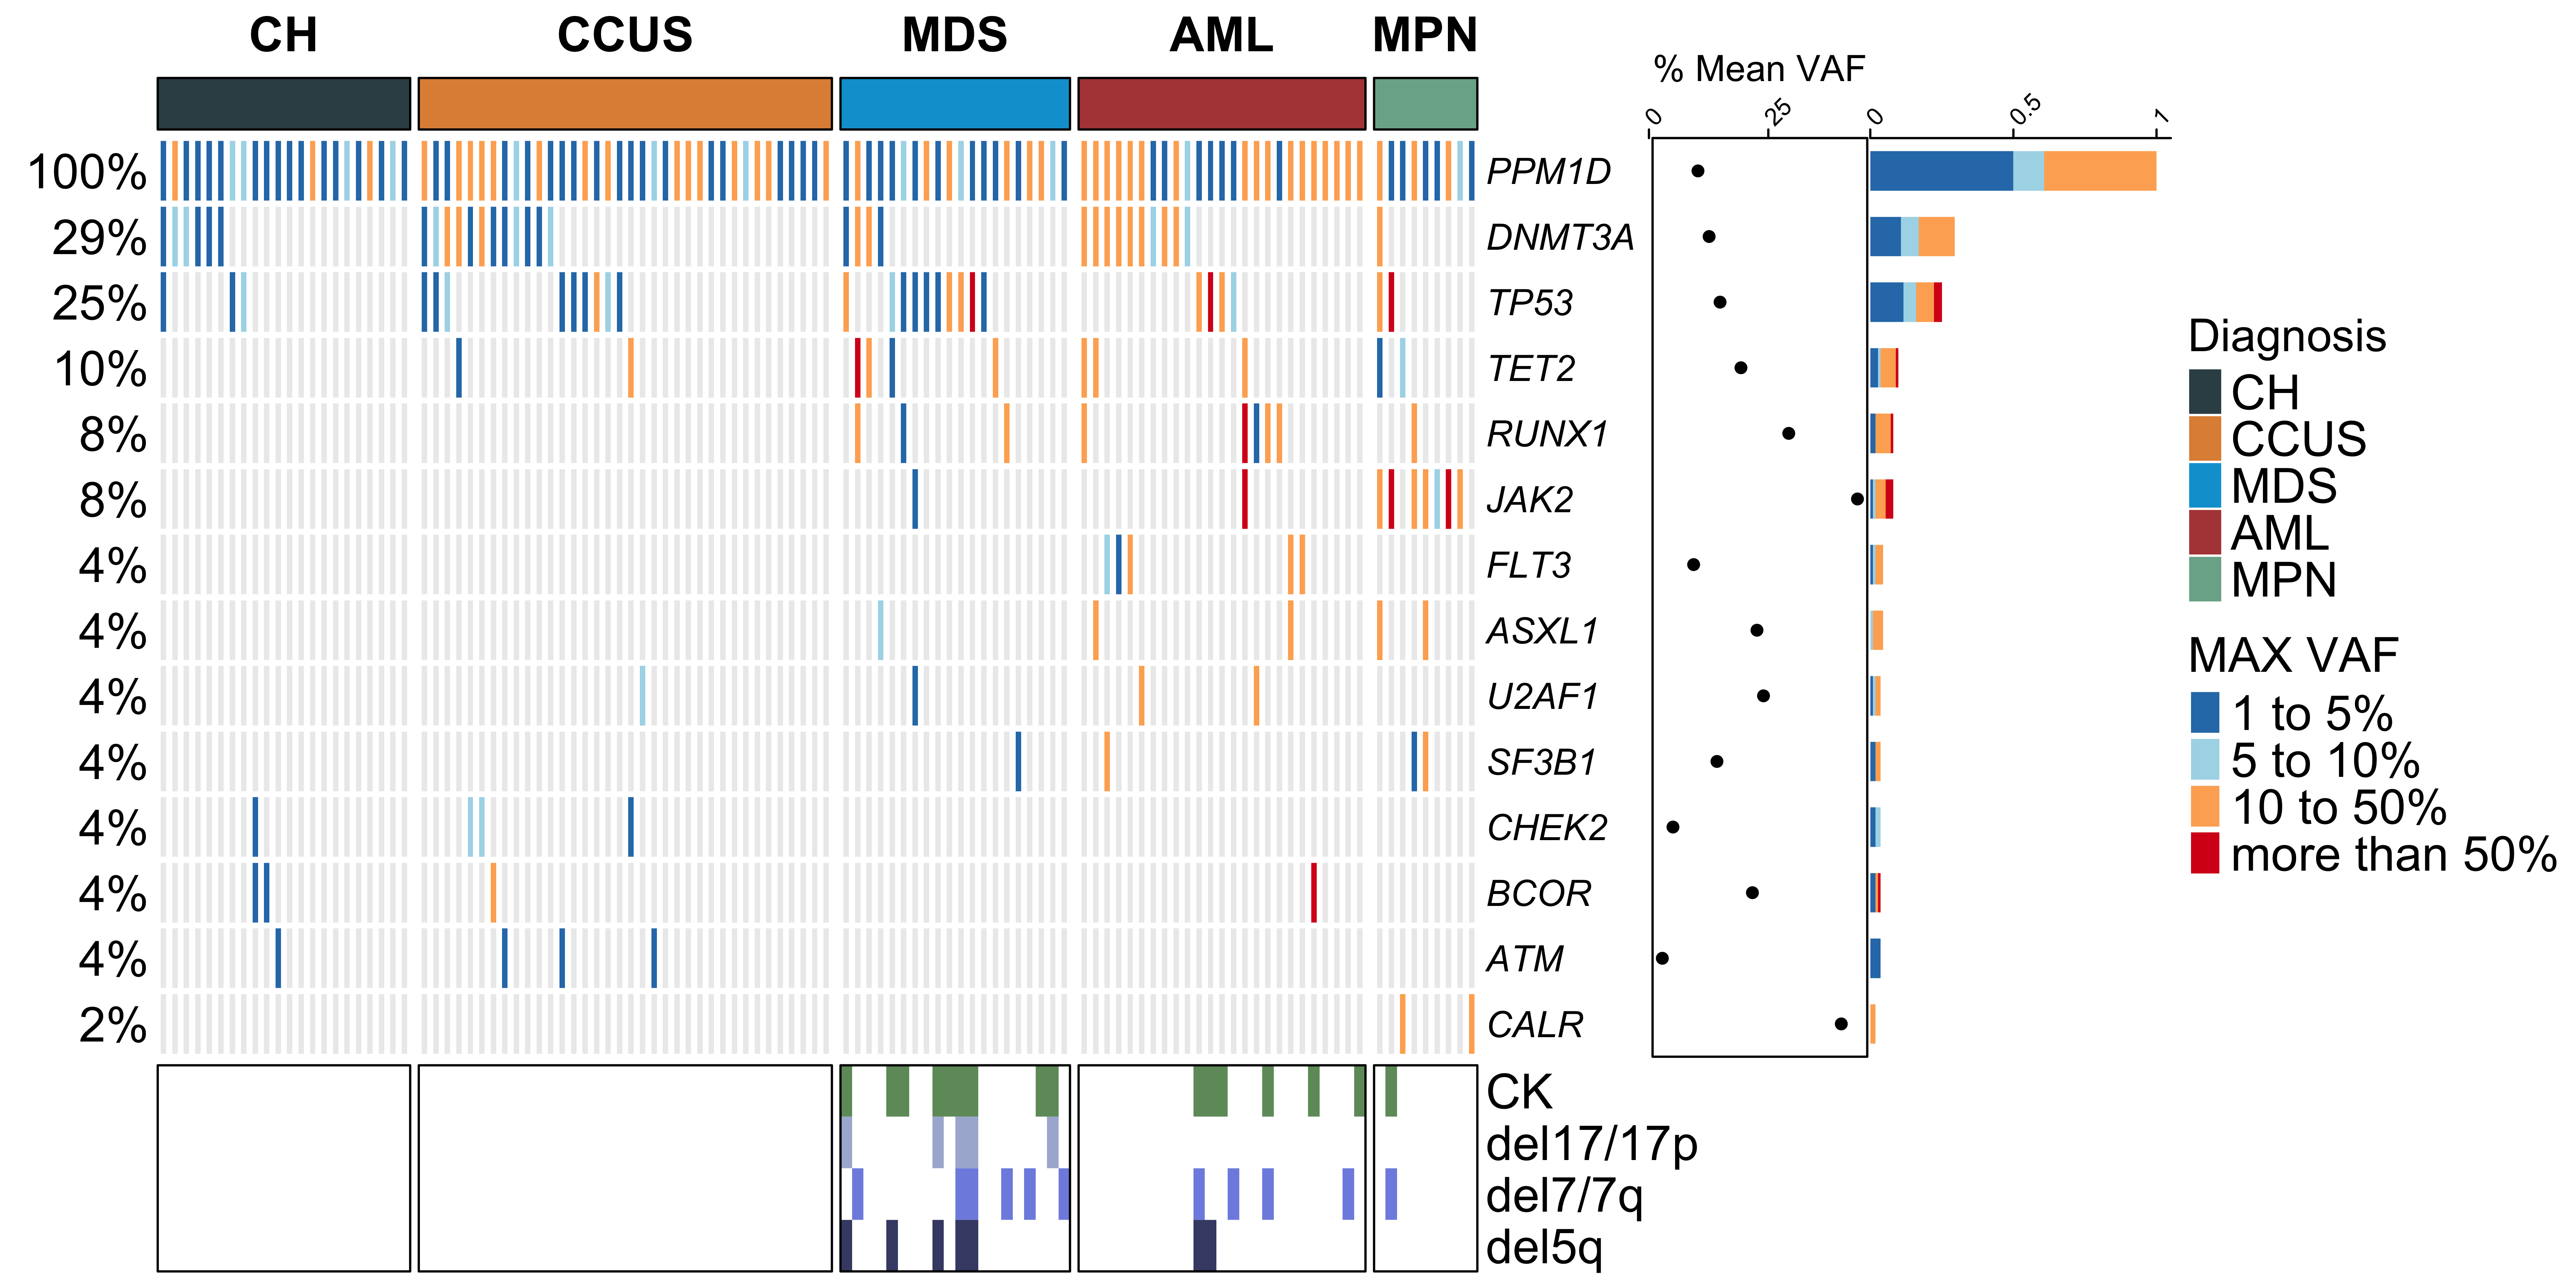 CH CCUS MDS AML MPN
% Mean VAF
0 25 0 0.5 1
100% PPM1D
29% DNMT3A
25% TP53
10% TET2
8% RUNX1
8% JAK2
4% FLT3
4% ASXL1
4% U2AF1
4% SF3B1
4% CHEK2
4% BCOR
4% ATM
2% CALR
CK
del17/17p
del7/7q
del5q
Diagnosis
CH
CCUS
MDS
AML
MPN
MAX VAF
1 to 5%
5 to 10%
10 to 50%
more than 50%